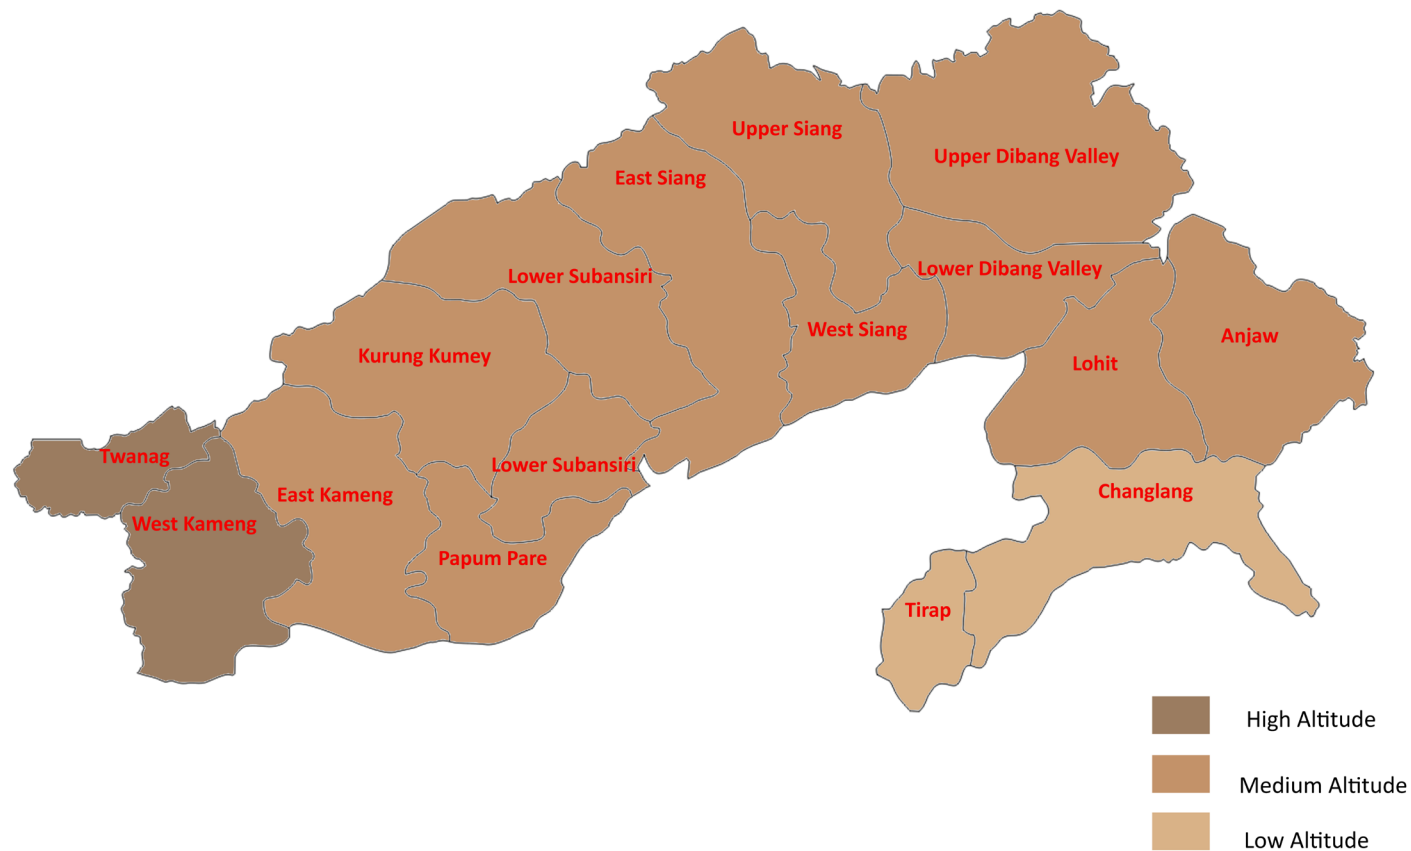 Upper Siang
Upper Dibang Valley
East Siang
Lower Subansiri
Lower Dibang Valley
West Siang
Anjaw
Kurung Kumey
Lohit
Twanag
Lower Subansiri
East Kameng
Changlang
West Kameng
Papum Pare
Tirap
High Altitude
Medium Altitude
Low Altitude